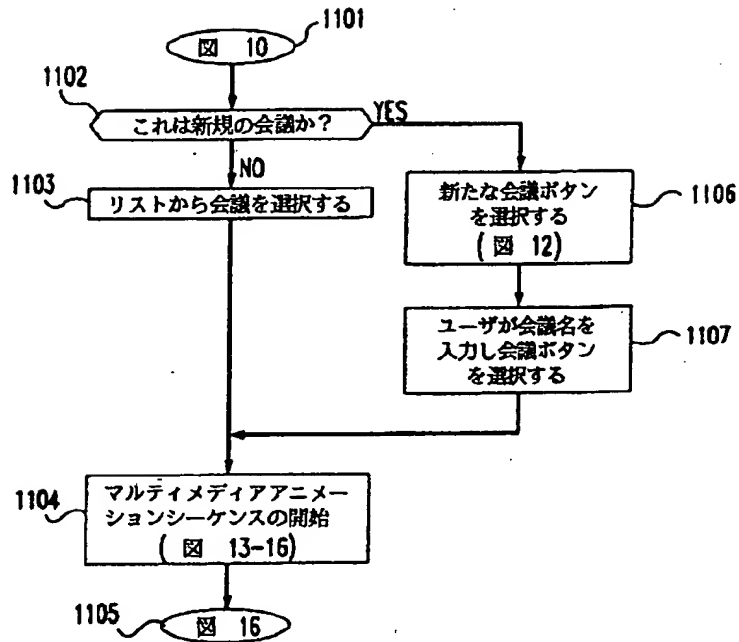 1101
図 10
1102
これは新規の会議か?
YES
NO
1103
リストから会議を選択する
新たな会議ボタン
を選択する
(図 12)
1106
ユーザが会議名を
入力し会議ボタン
を選択する
1107
1104
マルティメディアアニメー
ションシーケンスの開始
(図 13-16)
1105
図 16